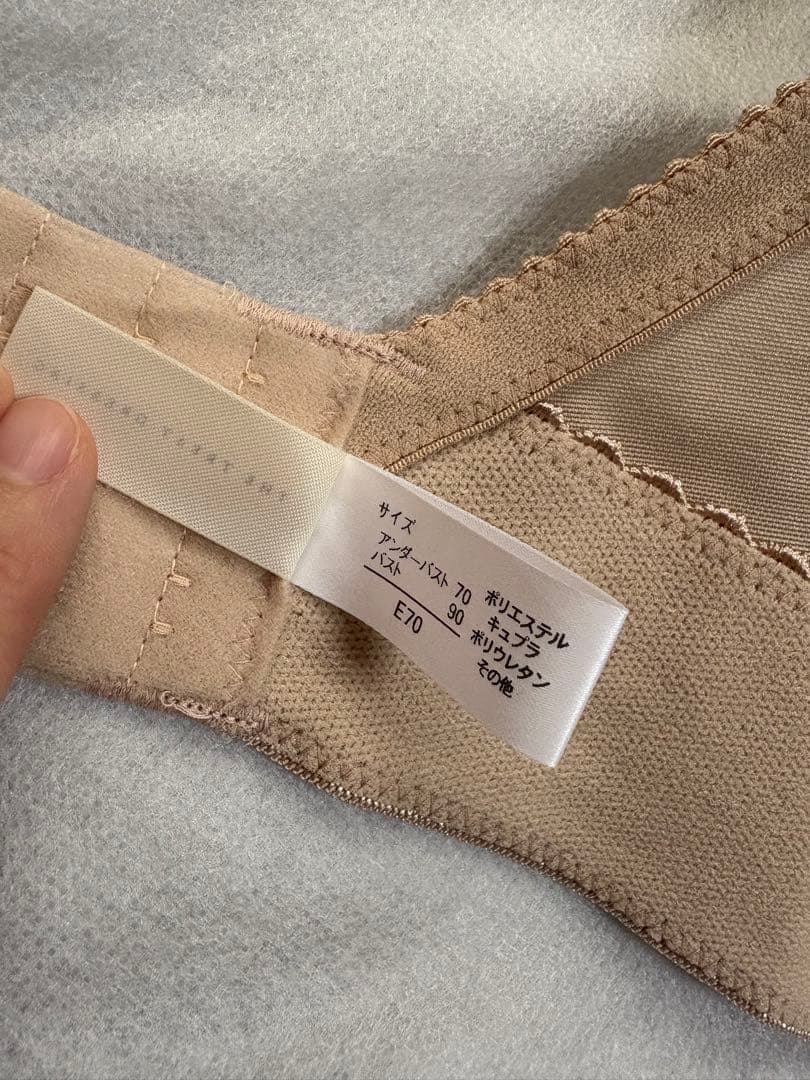 サイズ
アンダーバスト 70
バスト 90
E70
ポリエステル
キュプラ
ポリウレタン
その他